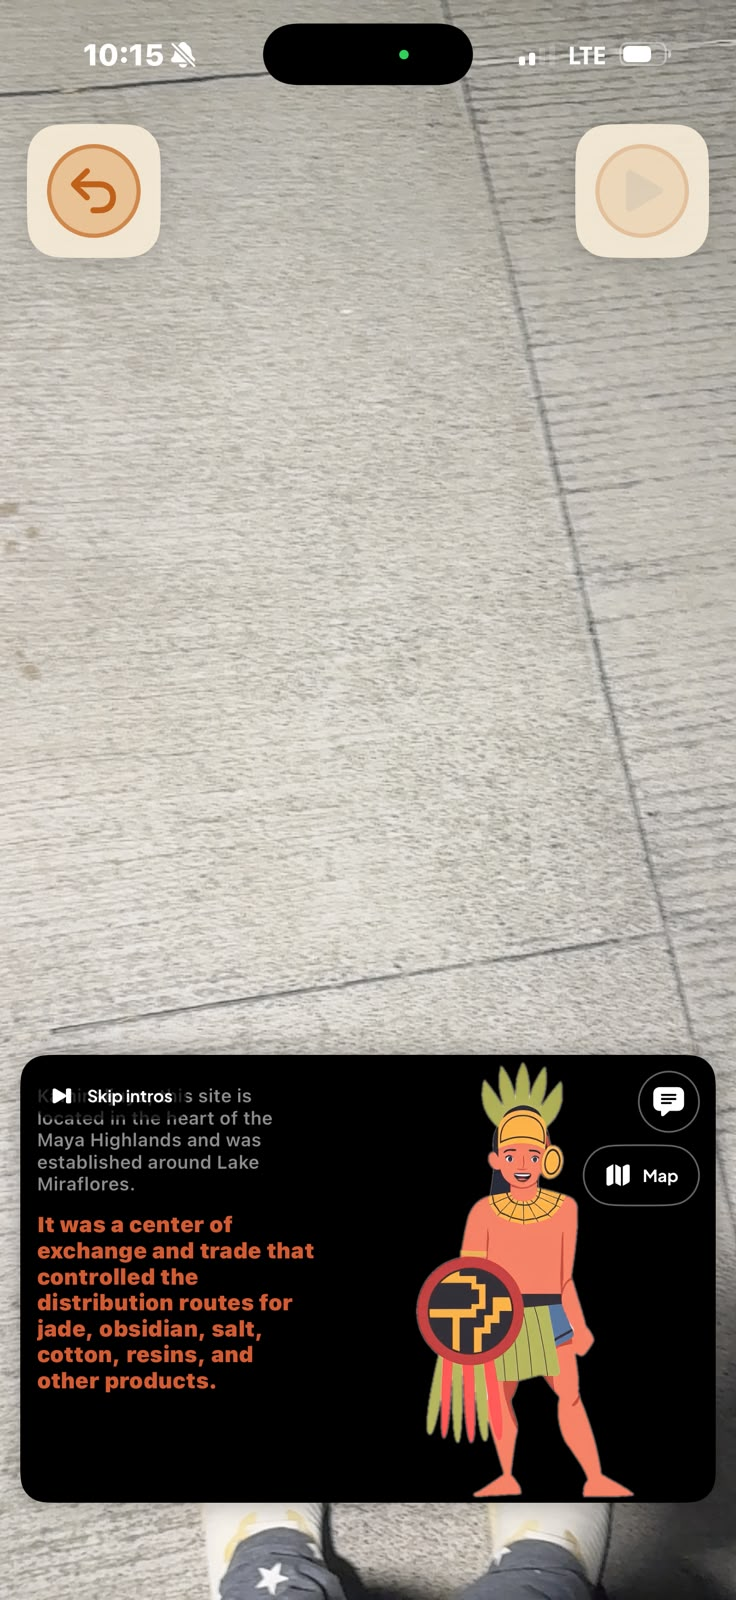 10:15
LTE
Skip intros
s site is
located in the heart of the
Maya Highlands and was
established around Lake
Miraflores.
Map
It was a center of
exchange and trade that
controlled the
distribution routes for
jade, obsidian, salt,
cotton, resins, and
other products.